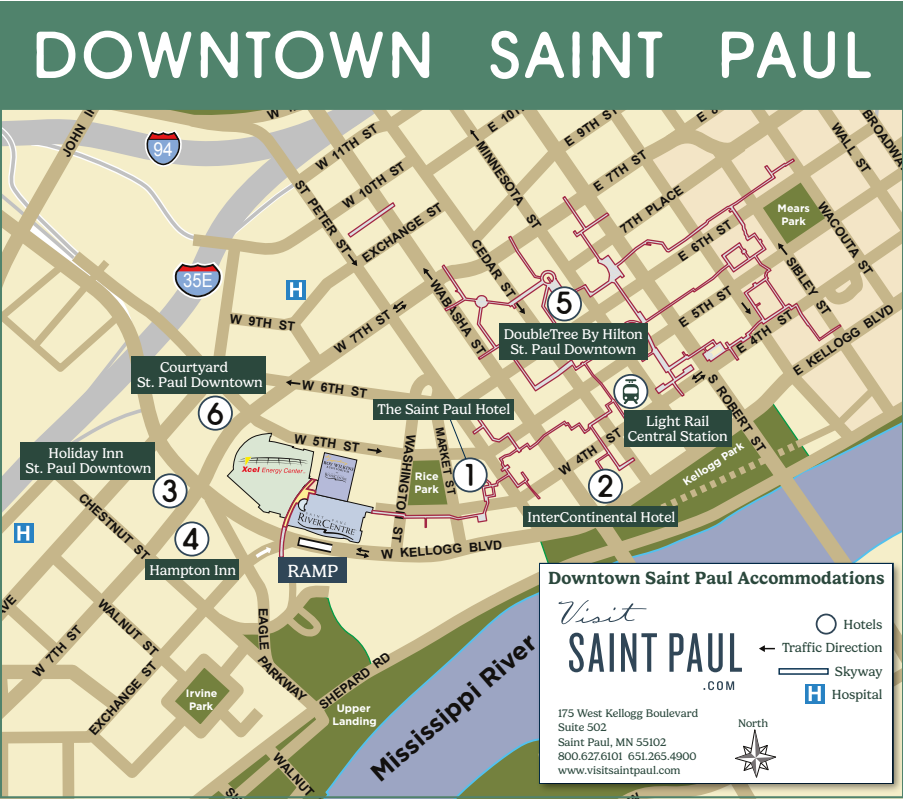 DOWNTOWN SAINT PAUL
94
35E
W 11TH ST
W 10TH ST
E 9TH ST
E 7TH ST
7TH PLACE
E 6TH ST
E 5TH ST
E 4TH ST
E KELLOGG BLVD
WALL ST
WACOUTA ST
SIBLEY ST
S ROBERT ST
MINNESOTA ST
CEDAR ST
WABASHA ST
ST PETER ST
EXCHANGE ST
W 9TH ST
W 7TH ST
W 6TH ST
W 5TH ST
W 4TH ST
WASHINGTON ST
MARKET ST
W KELLOGG BLVD
Mears
Park
H
5
DoubleTree By Hilton
St. Paul Downtown
Courtyard
St. Paul Downtown
6
The Saint Paul Hotel
1
Light Rail
Central Station
Holiday Inn
St. Paul Downtown
3
Xcel Energy Center
RIVERCENTRE
Rice
Park
Kellogg Park
2
InterContinental Hotel
H
4
Hampton Inn
RAMP
CHESTNUT ST
WALNUT ST
W 7TH ST
EXCHANGE ST
EAGLE PARKWAY
SHEPARD RD
Irvine
Park
Upper
Landing
WALNUT
Mississippi River
Downtown Saint Paul Accommodations
Visit
SAINT PAUL
.COM
Hotels
Traffic Direction
Skyway
H Hospital
175 West Kellogg Boulevard
Suite 502
Saint Paul, MN 55102
800.627.6101 651.265.4900
www.visitsaintpaul.com
North